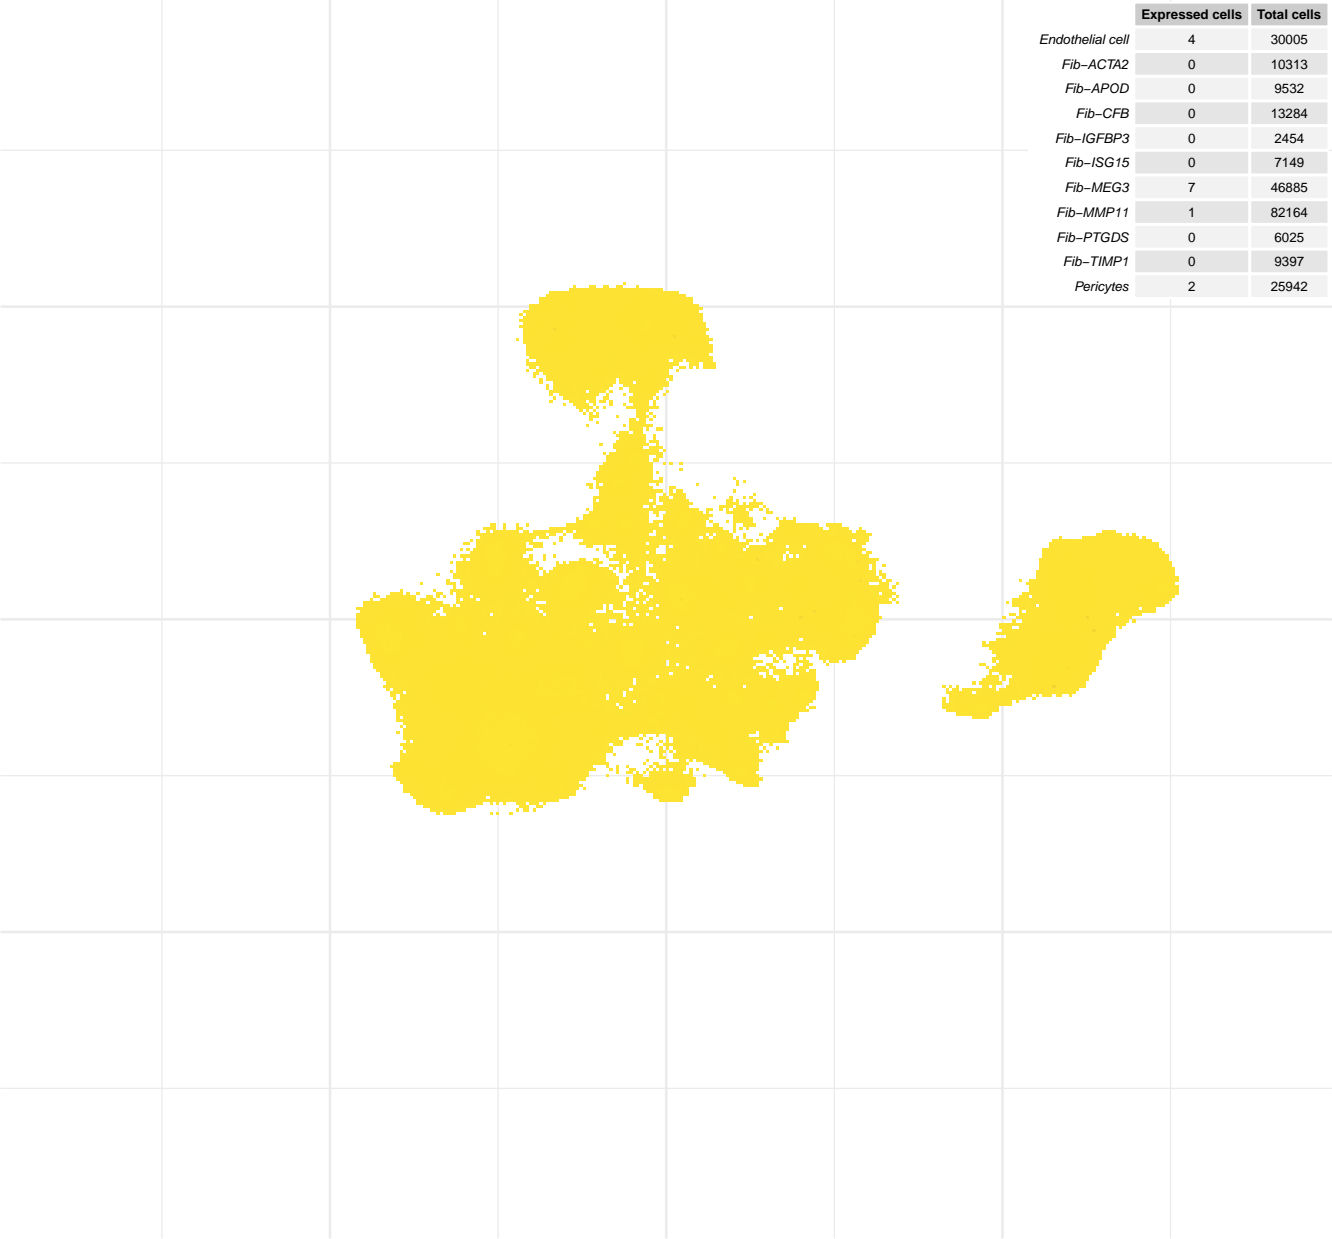 Expressed cells Total cells
Endothelial cell 4 30005
Fib−ACTA2 0 10313
Fib−APOD 0 9532
Fib−CFB 0 13284
Fib−IGFBP3 0 2454
Fib−ISG15 0 7149
Fib−MEG3 7 46885
Fib−MMP11 1 82164
Fib−PTGDS 0 6025
Fib−TIMP1 0 9397
Pericytes 2 25942